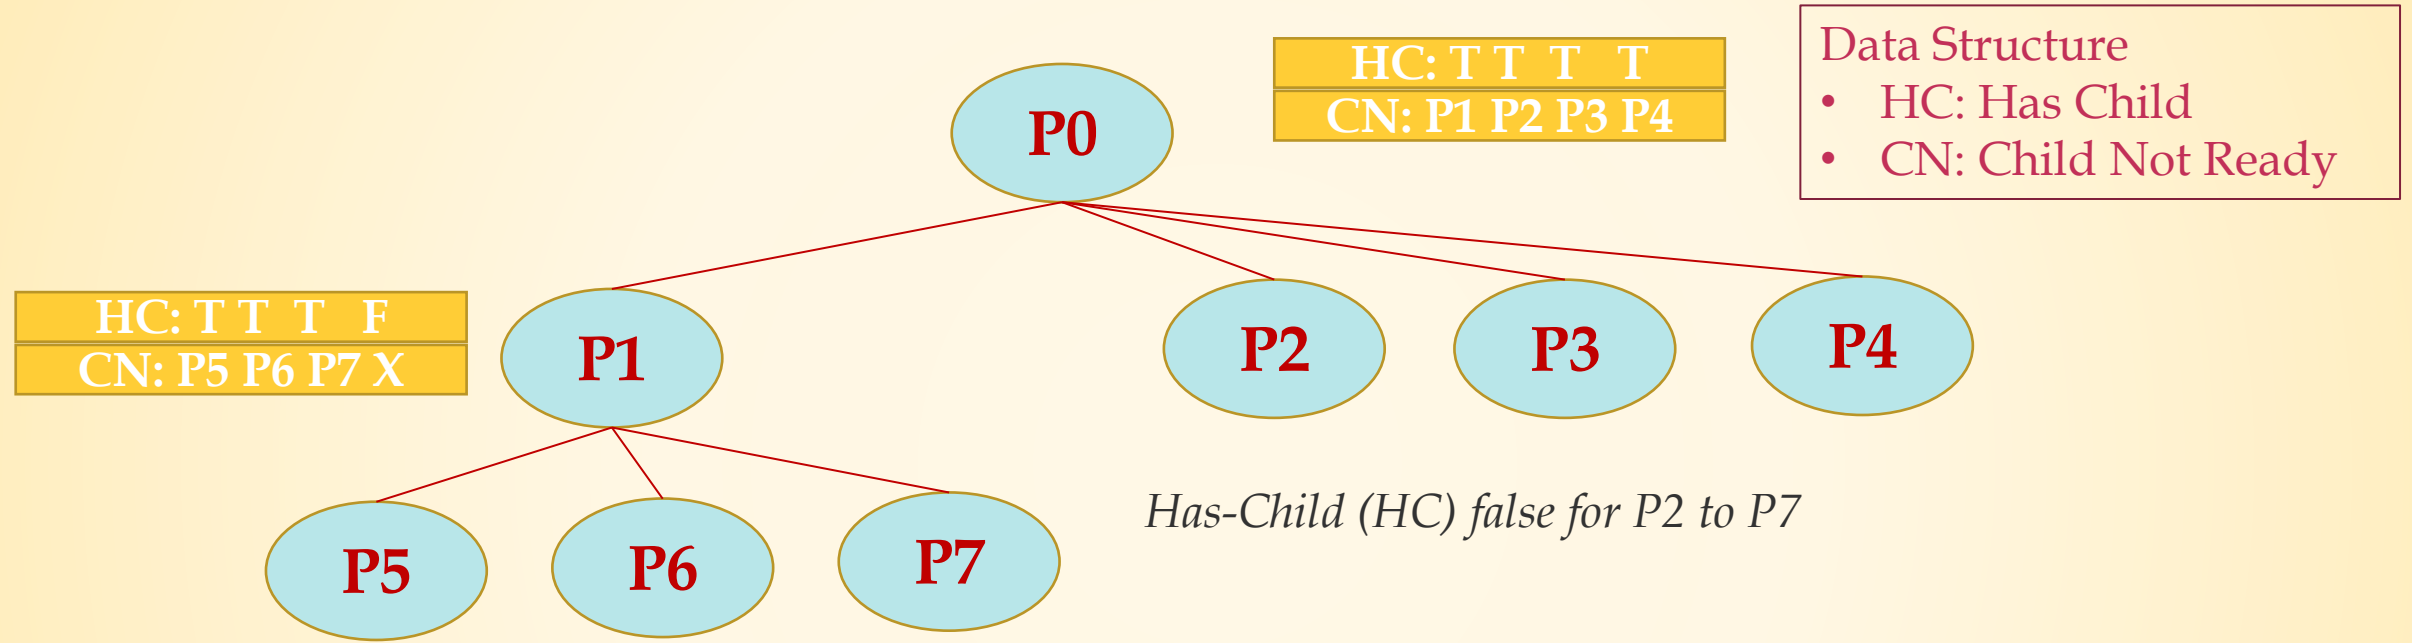 HC: T T T T
CN: P1 P2 P3 P4
Data Structure
• HC: Has Child
• CN: Child Not Ready
P0
HC: T T T F
CN: P5 P6 P7 X
P1
P2
P3
P4
Has-Child (HC) false for P2 to P7
P5
P6
P7